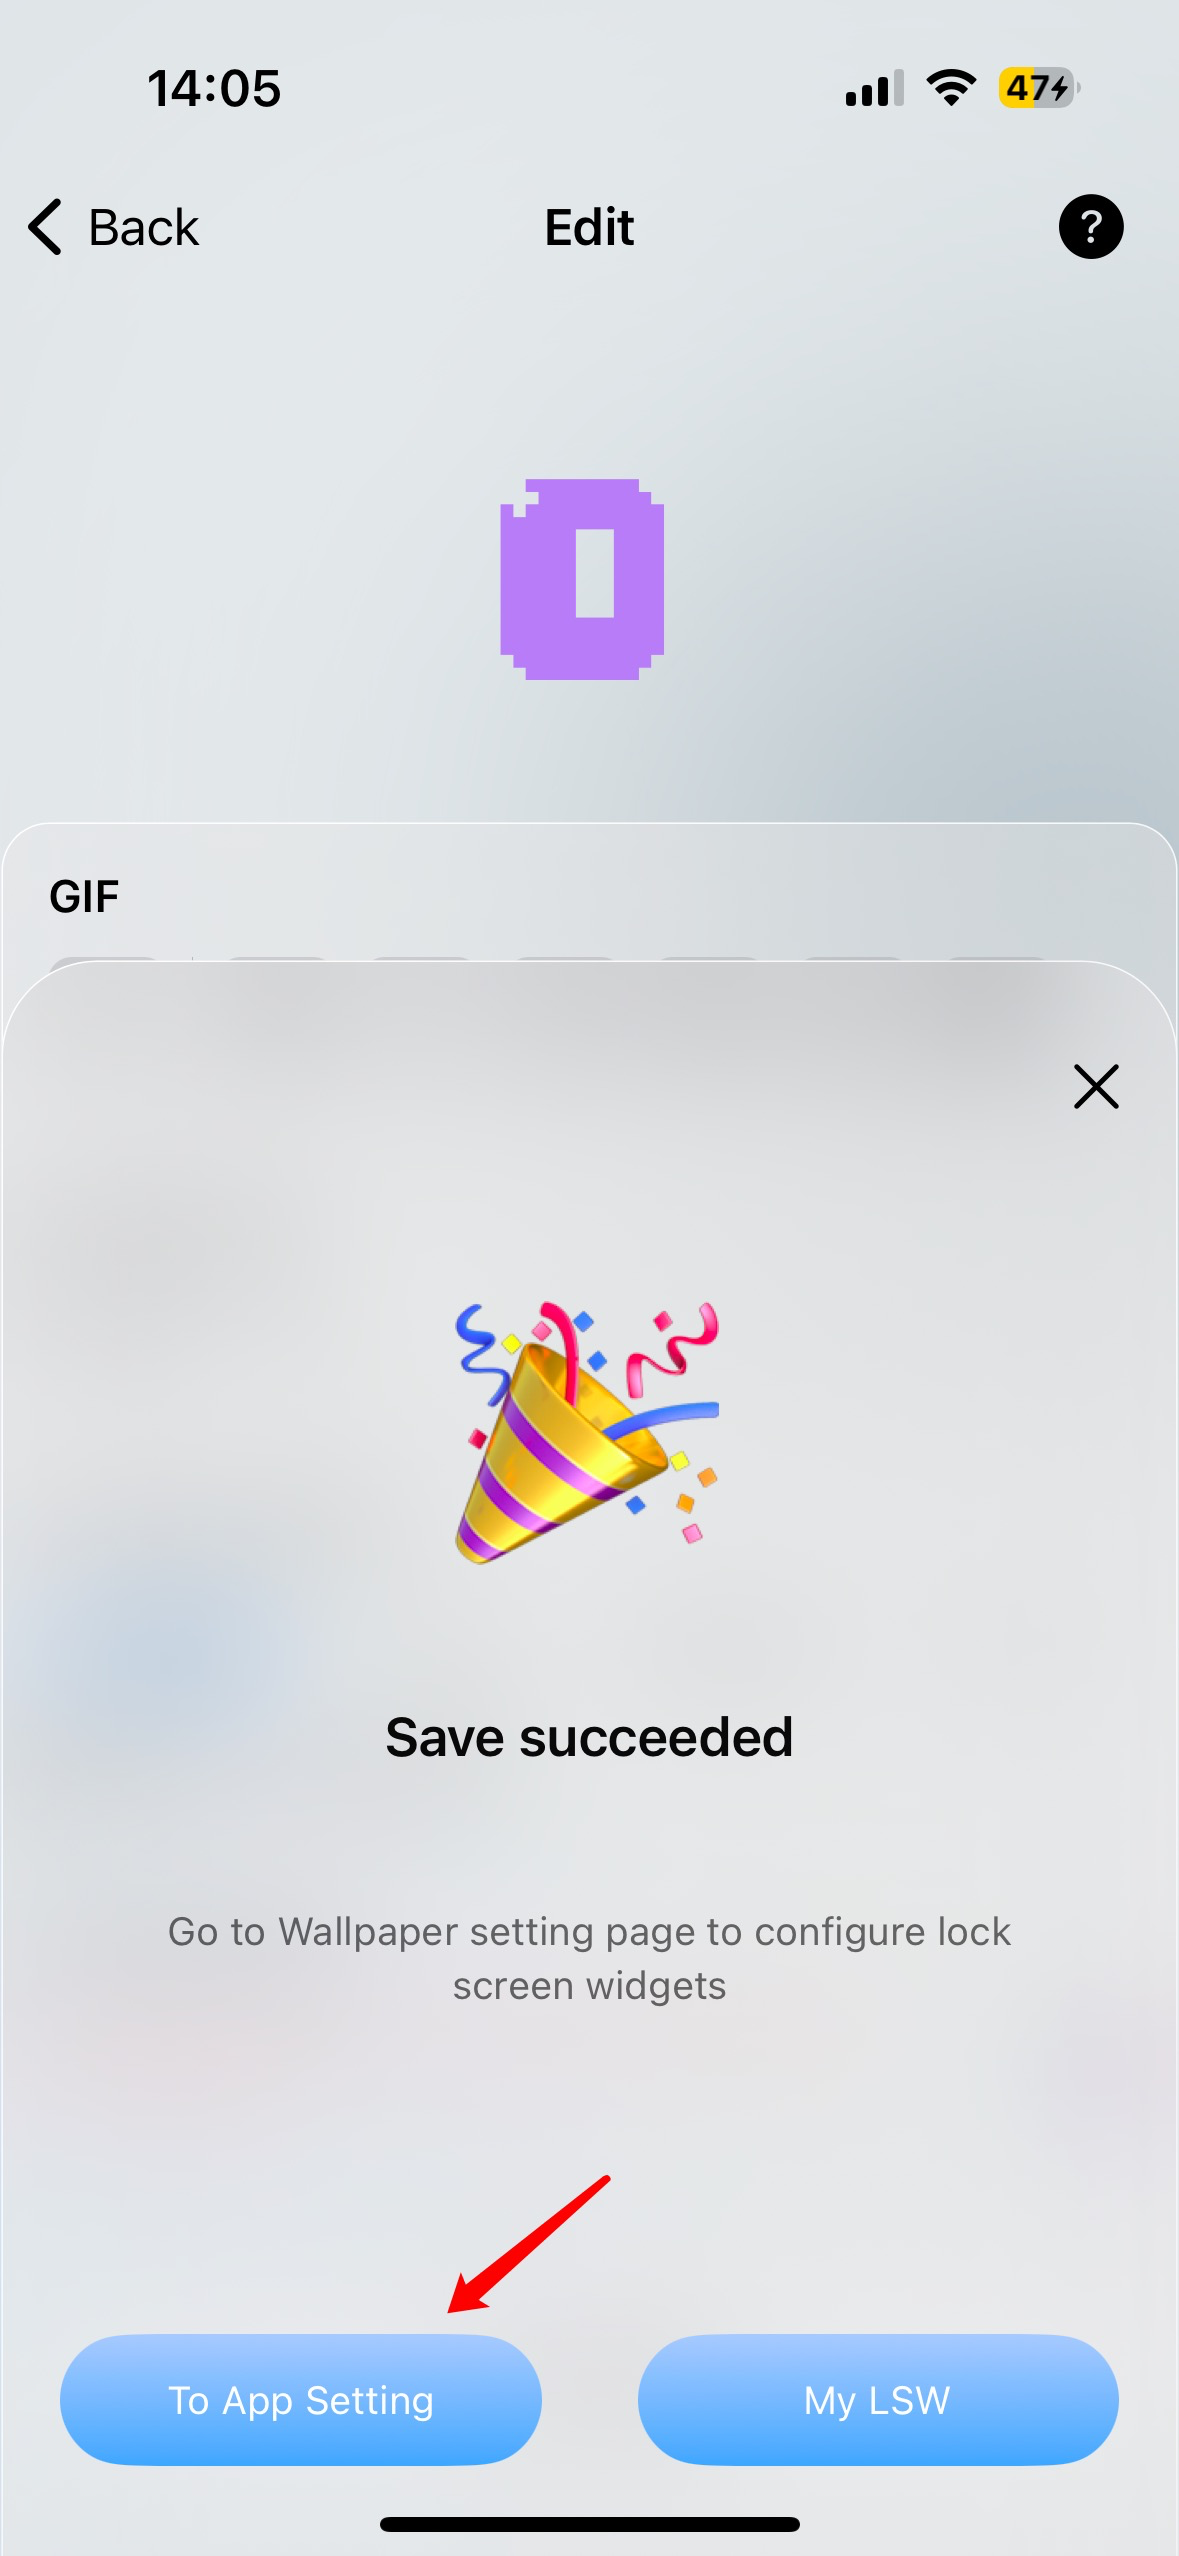 14:05
47
Back
Edit
?
GIF
Save succeeded
Go to Wallpaper setting page to configure lock
screen widgets
To App Setting
My LSW